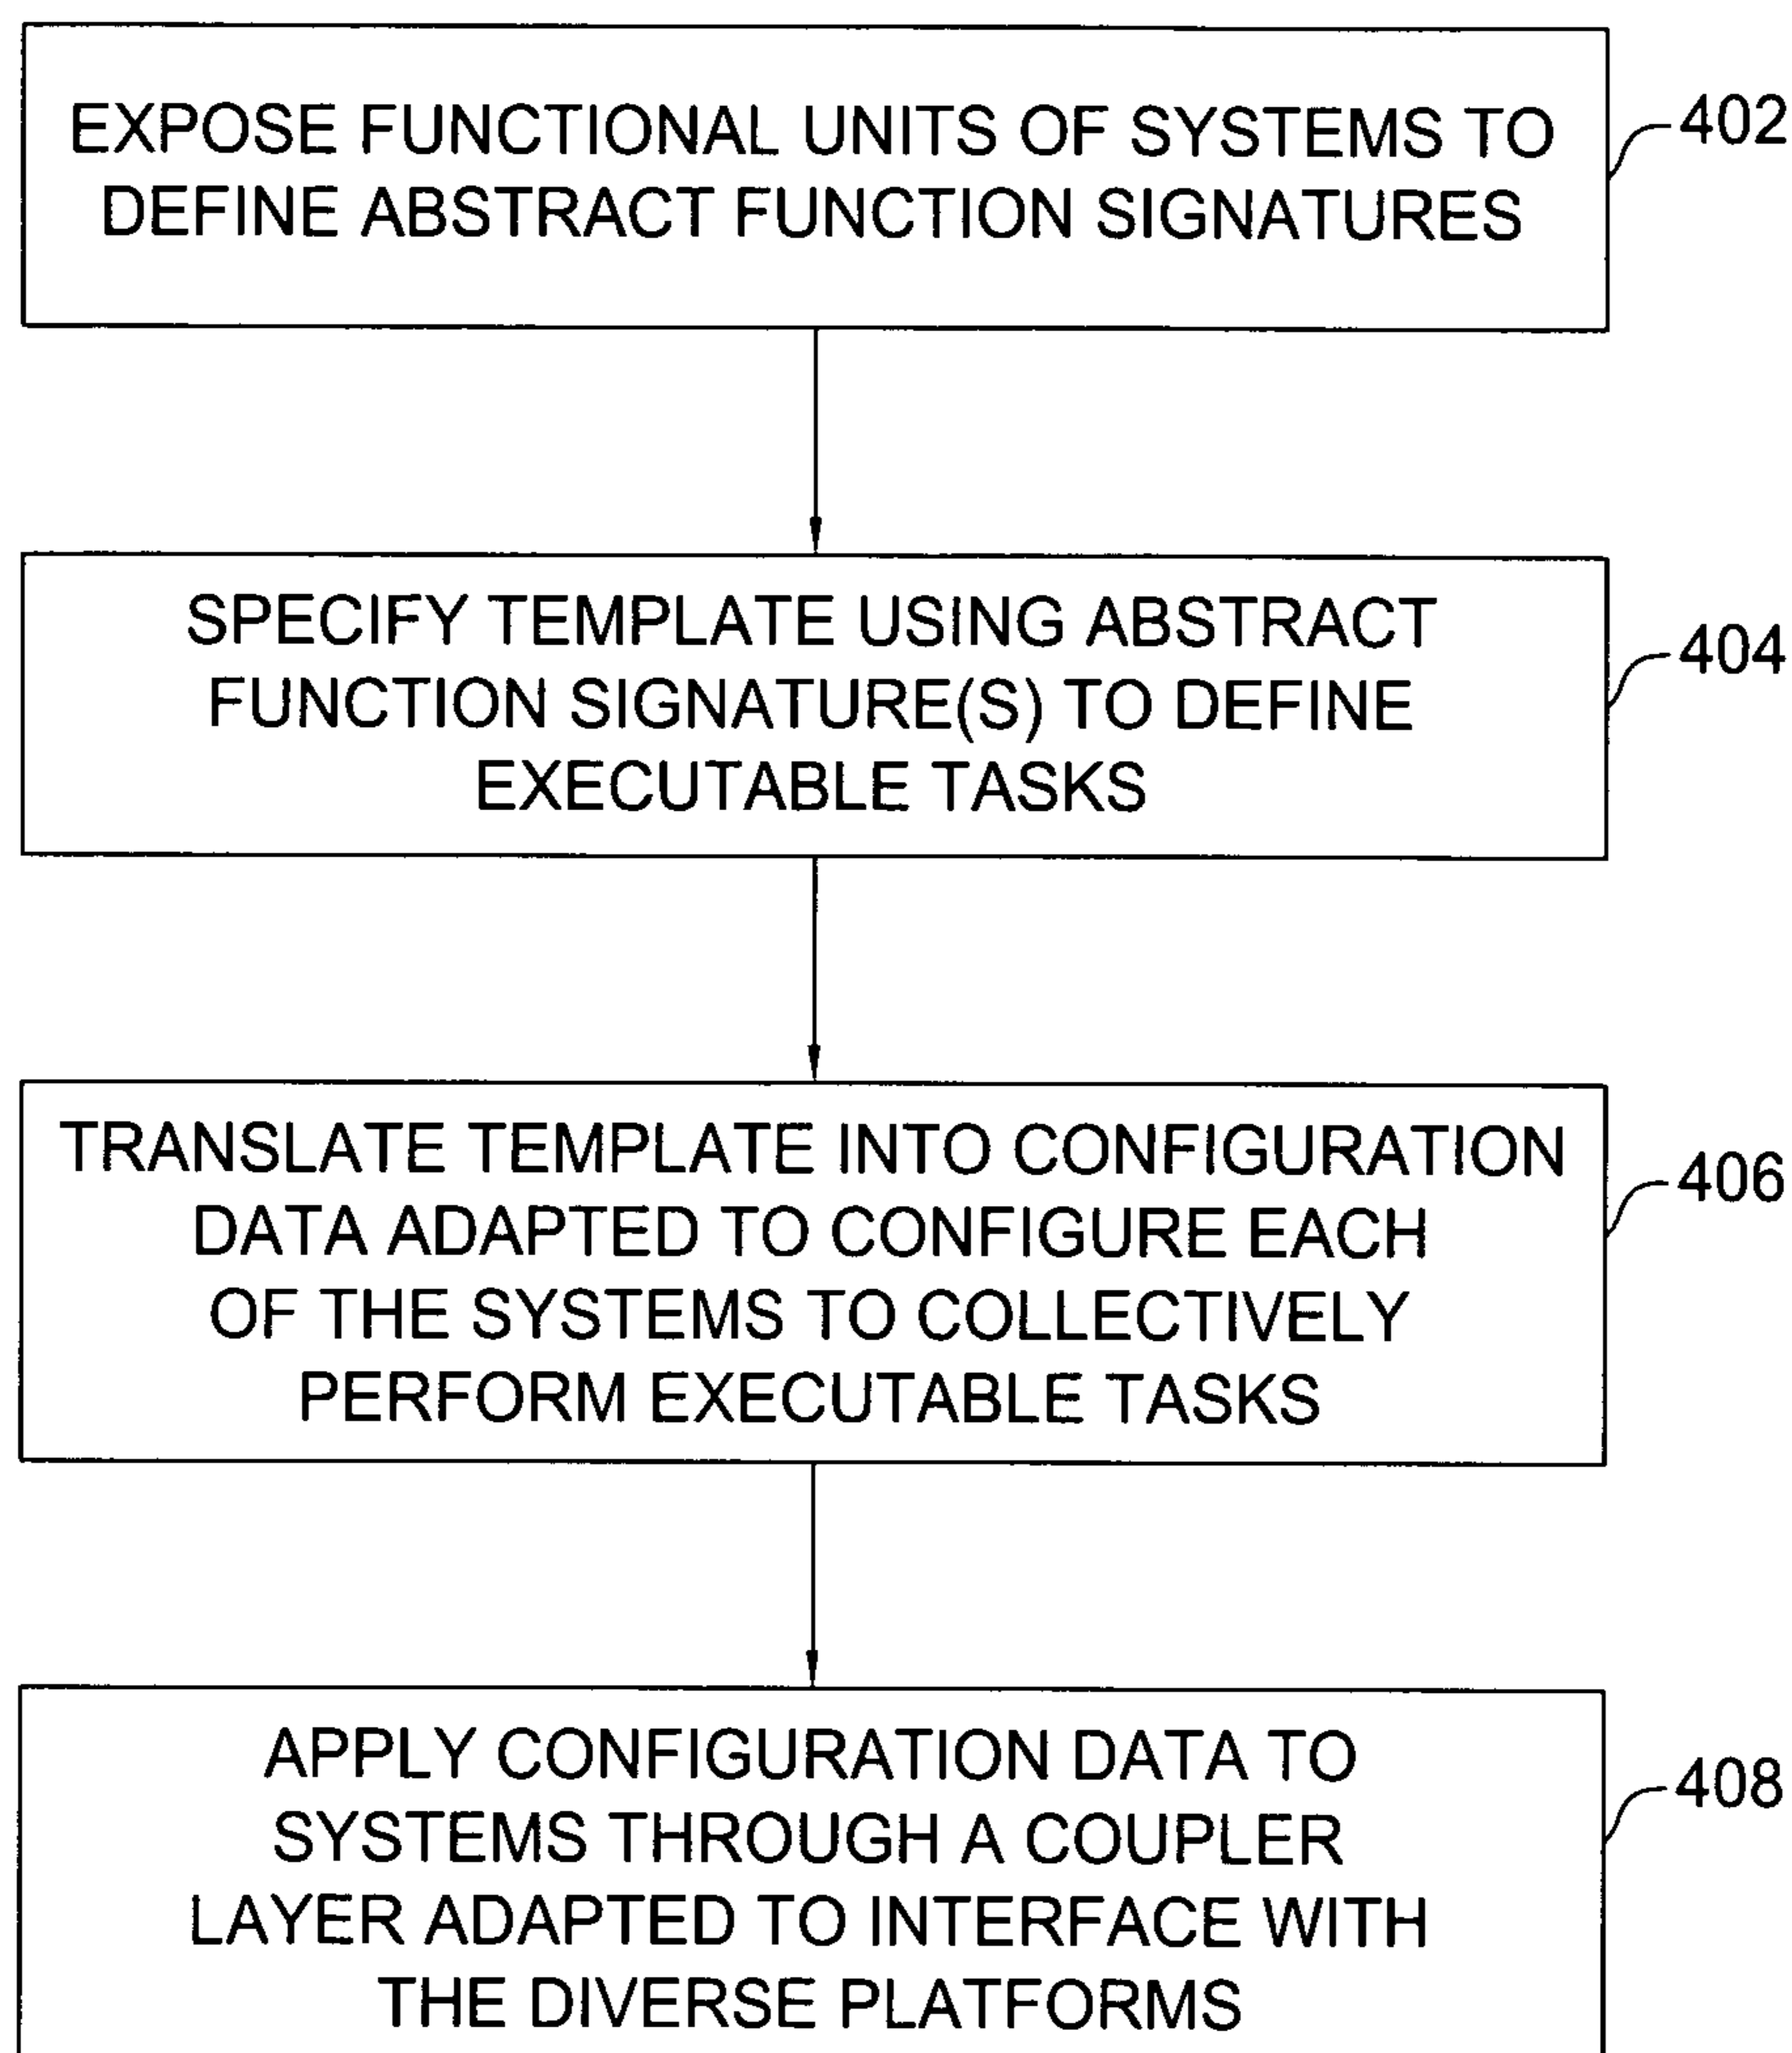 EXPOSE FUNCTIONAL UNITS OF SYSTEMS TO
DEFINE ABSTRACT FUNCTION SIGNATURES
402
SPECIFY TEMPLATE USING ABSTRACT
FUNCTION SIGNATURE(S) TO DEFINE
EXECUTABLE TASKS
404
TRANSLATE TEMPLATE INTO CONFIGURATION
DATA ADAPTED TO CONFIGURE EACH
OF THE SYSTEMS TO COLLECTIVELY
PERFORM EXECUTABLE TASKS
406
APPLY CONFIGURATION DATA TO
SYSTEMS THROUGH A COUPLER
LAYER ADAPTED TO INTERFACE WITH
THE DIVERSE PLATFORMS
408